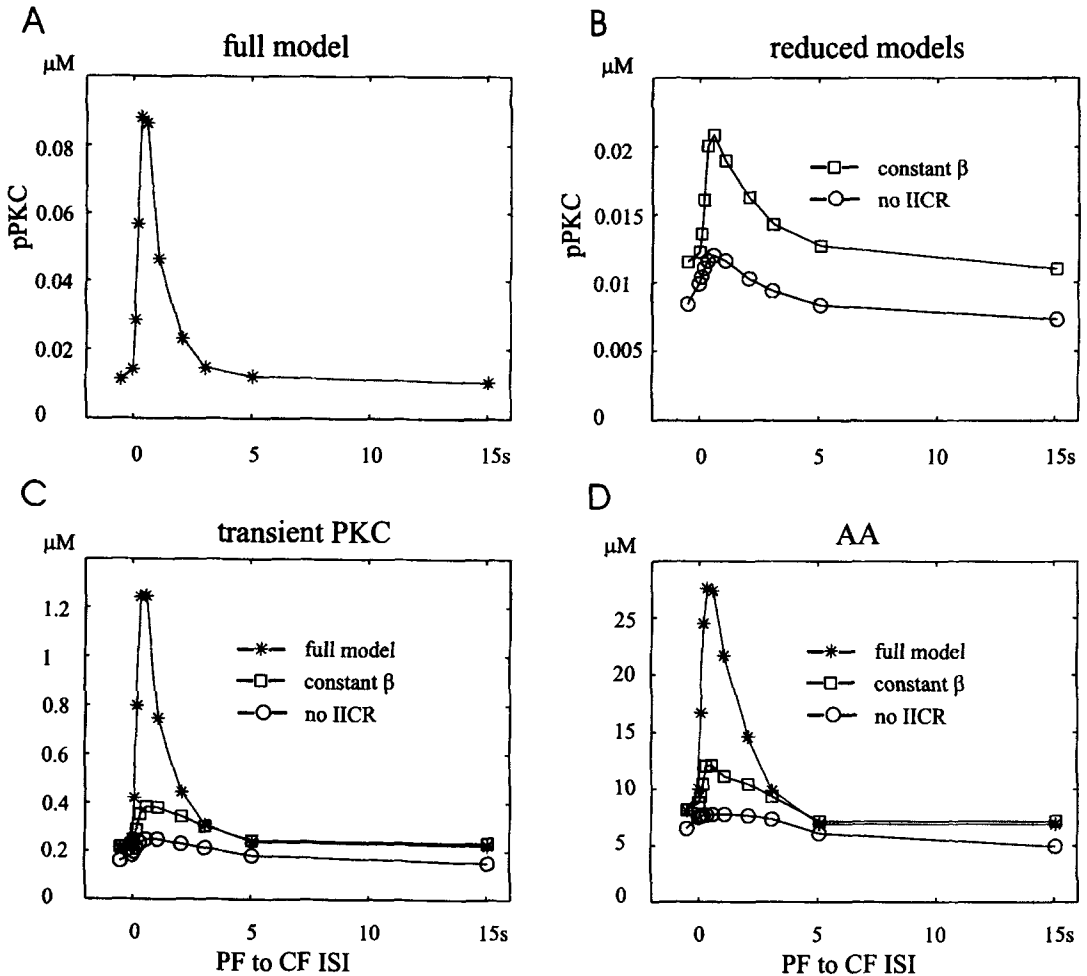 A
full model
μM
pPKC
0.08
0.06
0.04
0.02
0
0
5
10
15s
B
reduced models
μM
pPKC
0.02
0.015
0.01
0.005
0
constant β
no IICR
0
5
10
15s
C
transient PKC
μM
1.2
1
0.8
0.6
0.4
0.2
0
full model
constant β
no IICR
0
5
10
15s
PF to CF ISI
D
AA
μM
25
20
15
10
5
0
full model
constant β
no IICR
0
5
10
15s
PF to CF ISI